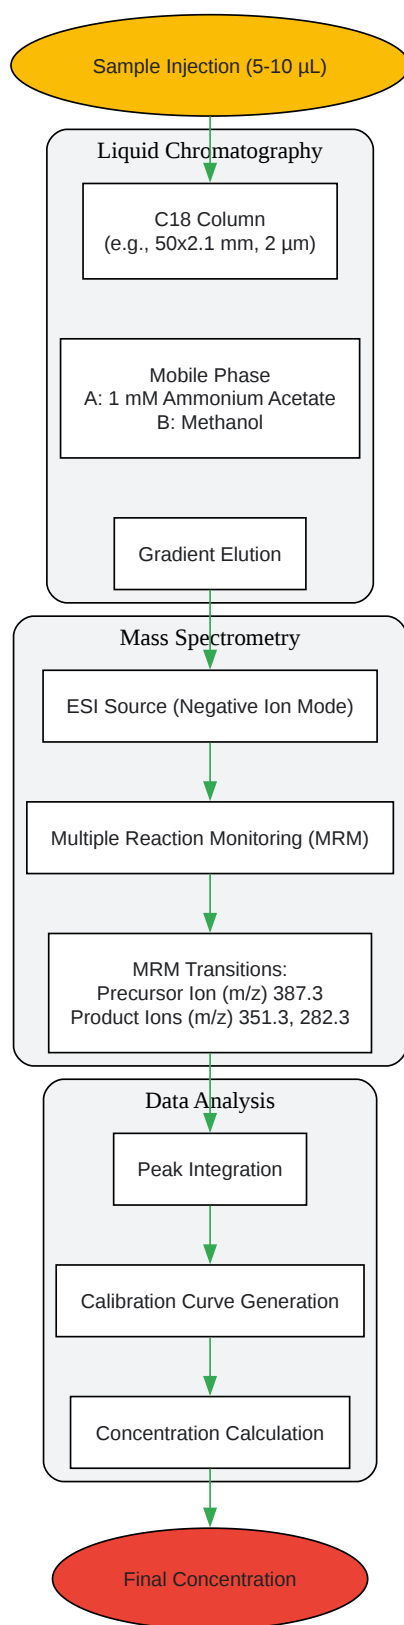 Sample Injection (5-10 µL)
Liquid Chromatography
C18 Column
(e.g., 50x2.1 mm, 2 µm)
Mobile Phase
A: 1 mM Ammonium Acetate
B: Methanol
Gradient Elution
Mass Spectrometry
ESI Source (Negative Ion Mode)
Multiple Reaction Monitoring (MRM)
MRM Transitions:
Precursor Ion (m/z) 387.3
Product Ions (m/z) 351.3, 282.3
Data Analysis
Peak Integration
Calibration Curve Generation
Concentration Calculation
Final Concentration